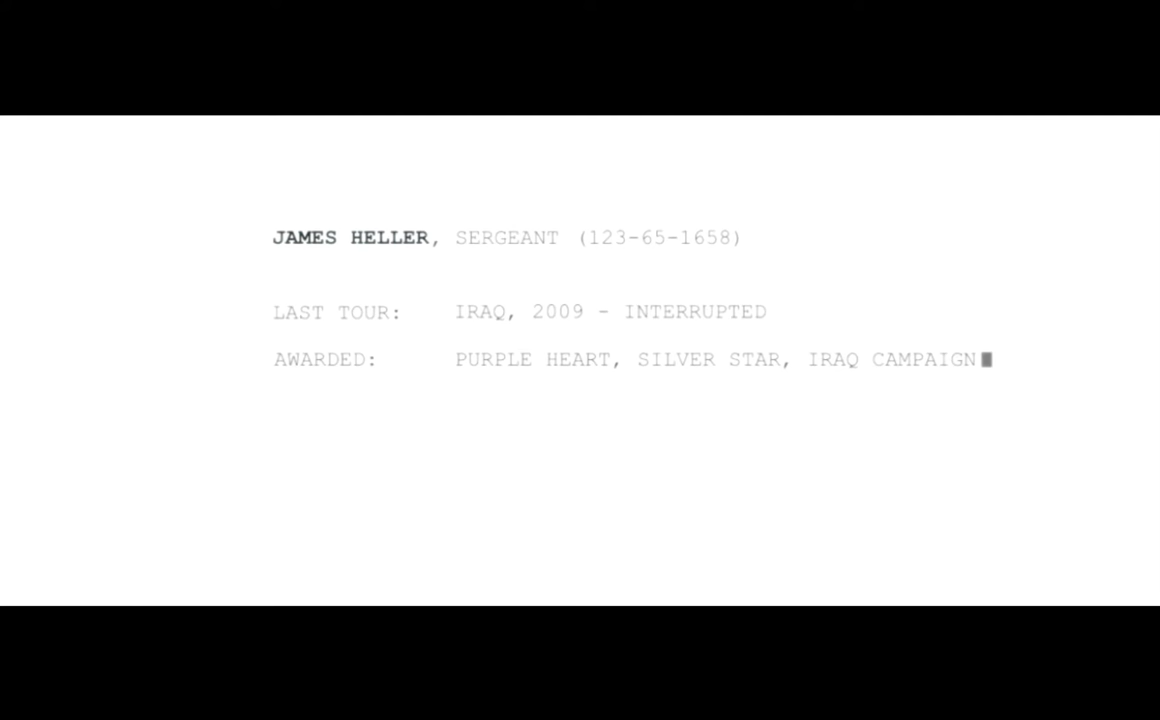 JAMES HELLER, SERGEANT (123-65-1658)
LAST TOUR: IRAQ, 2009 - INTERRUPTED
AWARDED: PURPLE HEART, SILVER STAR, IRAQ CAMPAIGN